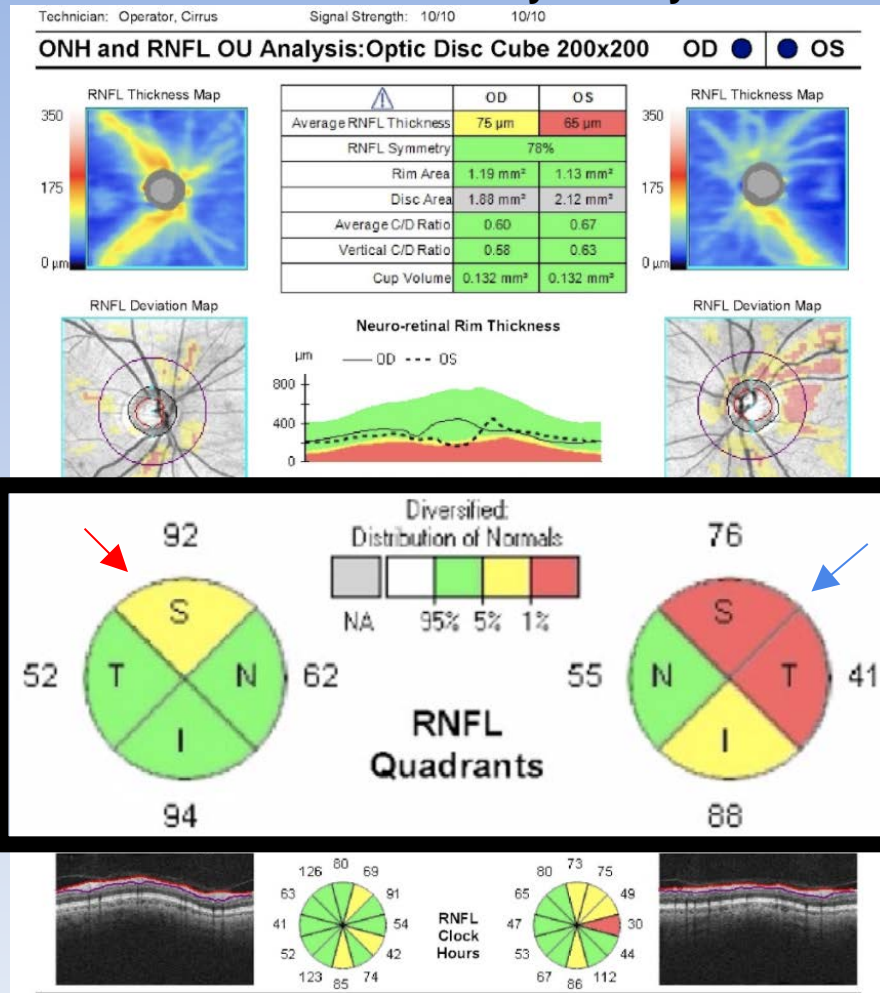 Technician: Operator, Cirrus Signal Strength: 10/10 10/10
ONH and RNFL OU Analysis:Optic Disc Cube 200x200 OD OS
RNFL Thickness Map
350
175
0 µm
OD OS
Average RNFL Thickness 75 µm 65 µm
RNFL Symmetry 78%
Rim Area 1.19 mm² 1.13 mm²
Disc Area 1.88 mm² 2.12 mm²
Average C/D Ratio 0.60 0.67
Vertical C/D Ratio 0.58 0.63
Cup Volume 0.132 mm³ 0.132 mm³
RNFL Thickness Map
350
175
0 µm
RNFL Deviation Map
Neuro-retinal Rim Thickness
µm OD OS
800
400
0
RNFL Deviation Map
Diversified:
Distribution of Normals
NA 95% 5% 1%
92
S
52 T N 62
I
94
RNFL
Quadrants
76
S
55 N T 41
I
88
126 80 69
63 91
41 54
52 42
123 85 74
RNFL
Clock
Hours
80 73 75
65 49
47 30
53 44
67 86 112